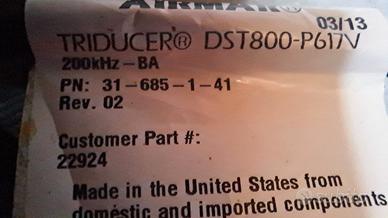 AIRMAR
03/13
TRIDUCER® DST800-P617V
200kHz-BA
PN: 31-685-1-41
Rev. 02
Customer Part #:
22924
Made in the United States from
domestic and imported components